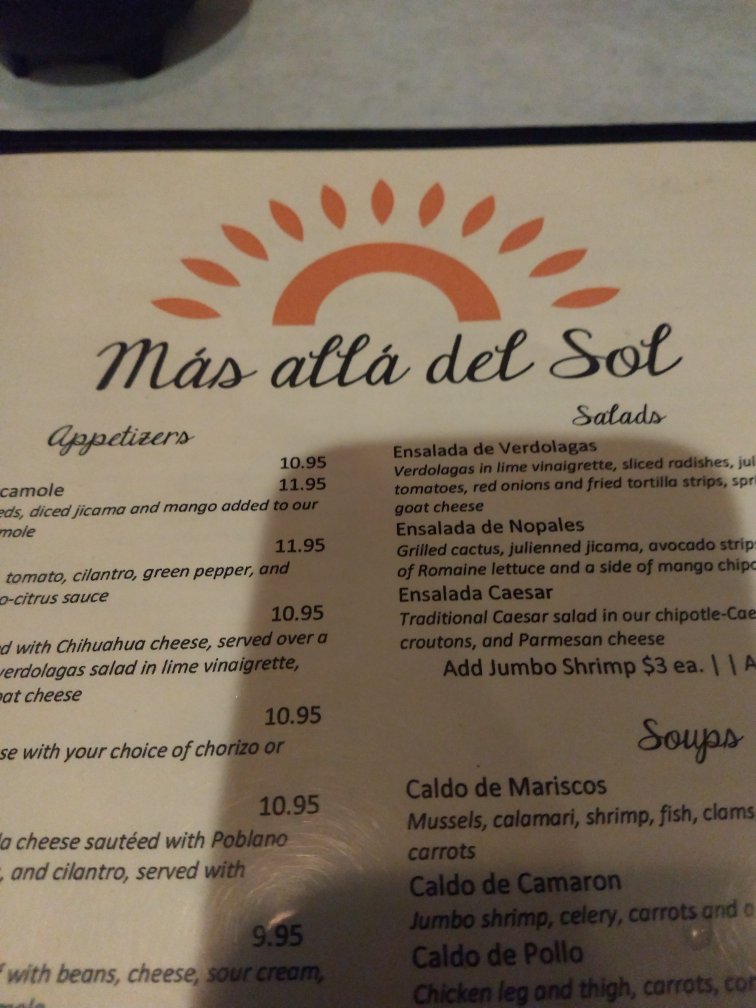 Más allá del Sol
Appetizers
10.95
camole 11.95
eds, diced jicama and mango added to our
mole
11.95
, tomato, cilantro, green pepper, and
o-citrus sauce
10.95
d with Chihuahua cheese, served over a
verdolagas salad in lime vinaigrette,
oat cheese
10.95
se with your choice of chorizo or
10.95
la cheese sautéed with Poblano
, and cilantro, served with
9.95
f with beans, cheese, sour cream,
Salads
Ensalada de Verdolagas
Verdolagas in lime vinaigrette, sliced radishes, jul
tomatoes, red onions and fried tortilla strips, spri
goat cheese
Ensalada de Nopales
Grilled cactus, julienned jicama, avocado strips
of Romaine lettuce and a side of mango chipo
Ensalada Caesar
Traditional Caesar salad in our chipotle-Cae
croutons, and Parmesan cheese
Add Jumbo Shrimp $3 ea. || A
Soups
Caldo de Mariscos
Mussels, calamari, shrimp, fish, clams
carrots
Caldo de Camaron
Jumbo shrimp, celery, carrots and a
Caldo de Pollo
Chicken leg and thigh, carrots, cor